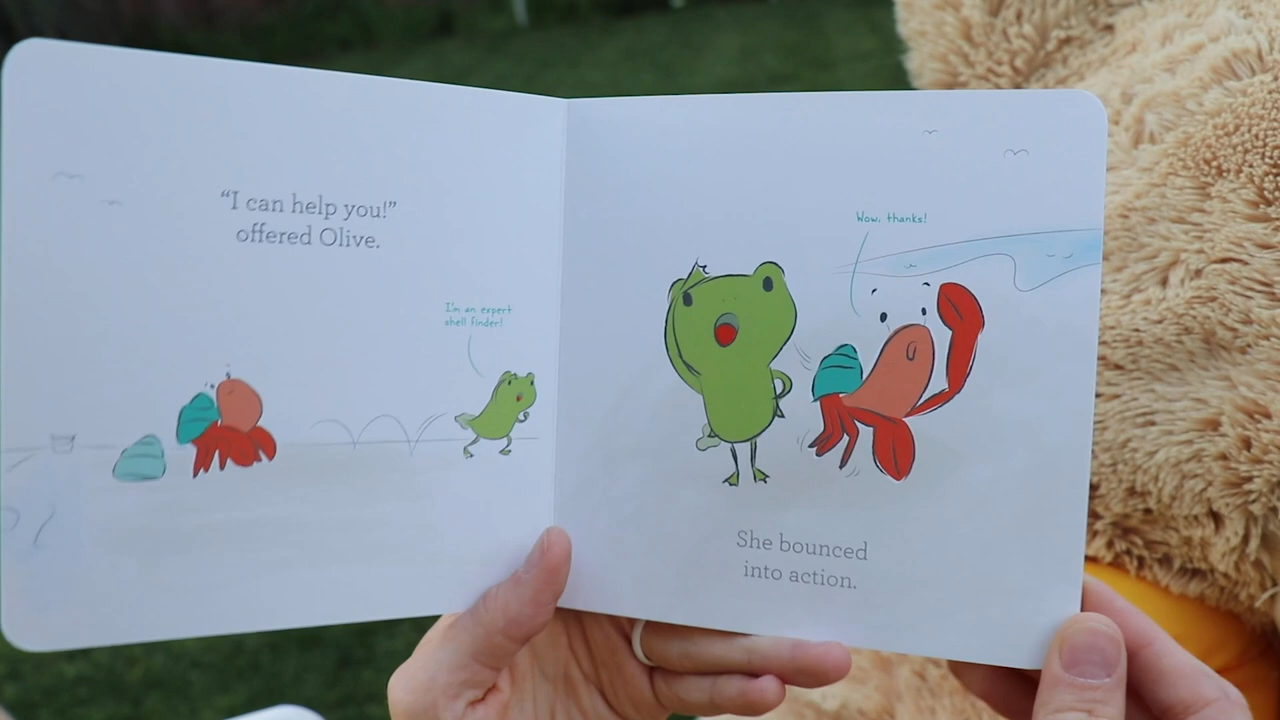 “I can help you!”
offered Olive.
I'm an expert
shell finder!
Wow, thanks!
She bounced
into action.